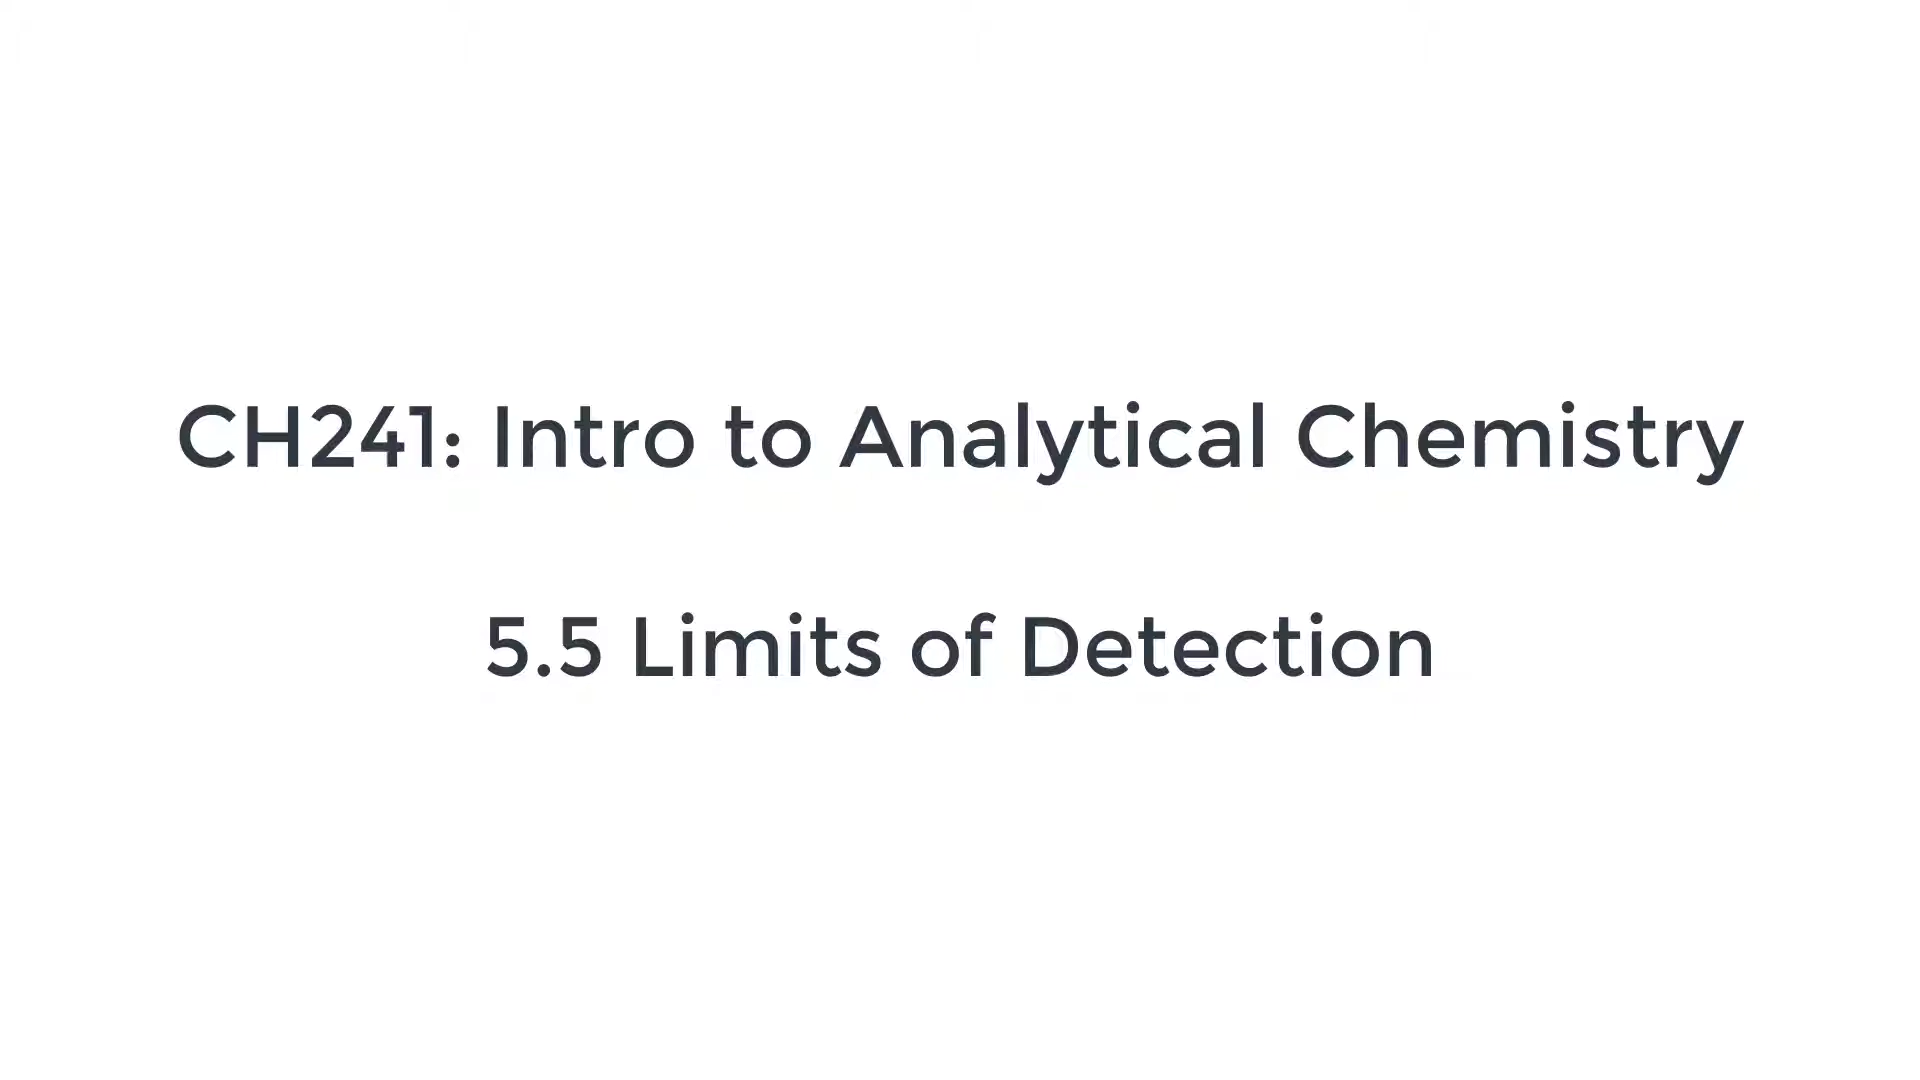 CH241: Intro to Analytical Chemistry
5.5 Limits of Detection